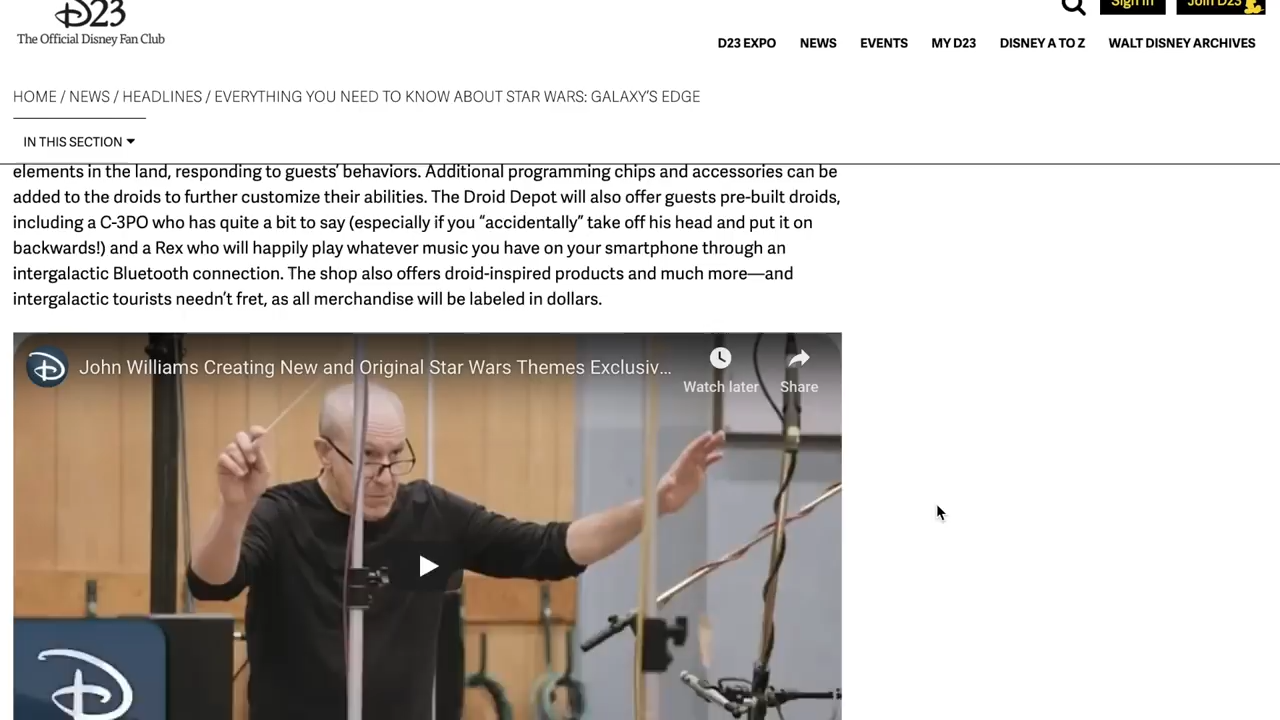 D23
The Official Disney Fan Club
Sign In
Join D23
D23 EXPO NEWS EVENTS MY D23 DISNEY A TO Z WALT DISNEY ARCHIVES
HOME / NEWS / HEADLINES / EVERYTHING YOU NEED TO KNOW ABOUT STAR WARS: GALAXY'S EDGE
IN THIS SECTION
elements in the land, responding to guests' behaviors. Additional programming chips and accessories can be
added to the droids to further customize their abilities. The Droid Depot will also offer guests pre-built droids,
including a C-3PO who has quite a bit to say (especially if you “accidentally” take off his head and put it on
backwards!) and a Rex who will happily play whatever music you have on your smartphone through an
intergalactic Bluetooth connection. The shop also offers droid-inspired products and much more—and
intergalactic tourists needn't fret, as all merchandise will be labeled in dollars.
John Williams Creating New and Original Star Wars Themes Exclusiv...
Watch later
Share